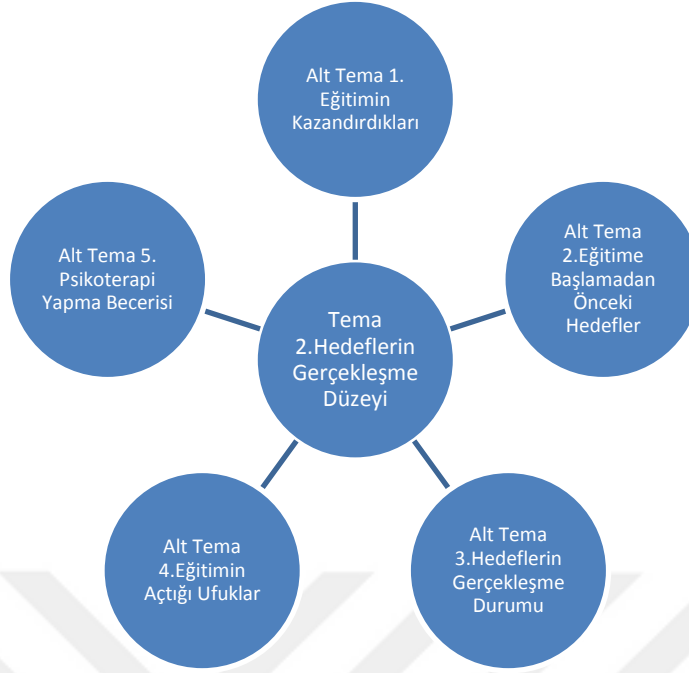 Alt Tema 1.
Eğitimin
Kazandırdıkları
Alt Tema
2.Eğitime
Başlamadan
Önceki
Hedefler
Alt Tema 5.
Psikoterapi
Yapma Becerisi
Tema
2.Hedeflerin
Gerçekleşme
Düzeyi
Alt Tema
4.Eğitimin
Açtığı Ufuklar
Alt Tema
3.Hedeflerin
Gerçekleşme
Durumu